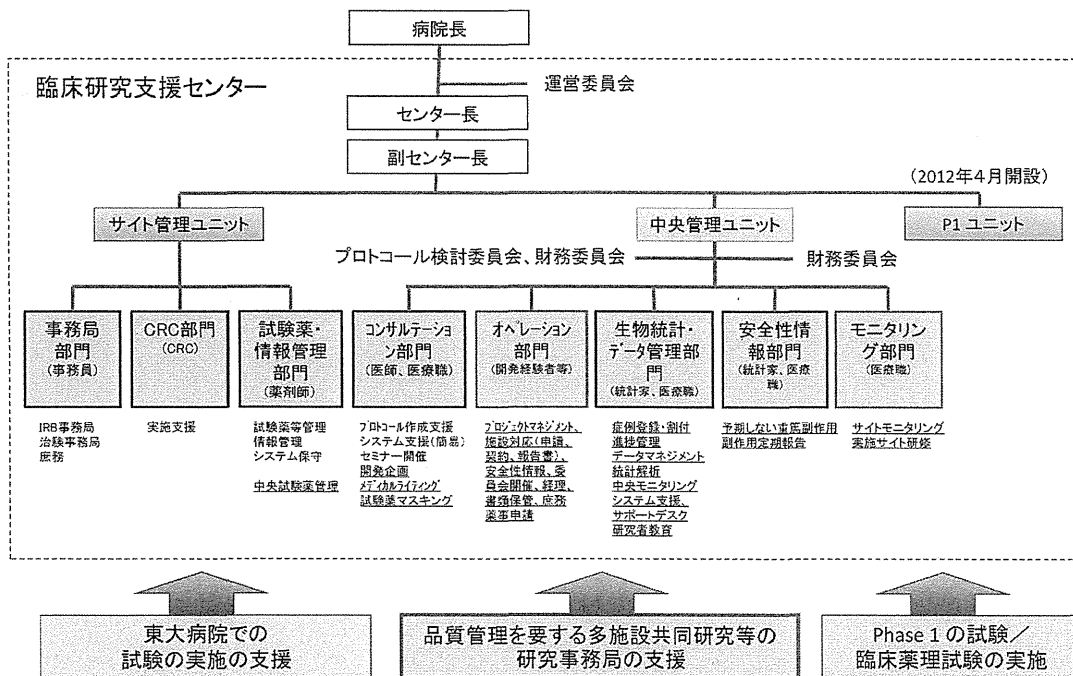 病院長
臨床研究支援センター
運営委員会
センター長
副センター長
(2012年4月開設)
サイト管理ユニット
中央管理ユニット
P1 ユニット
プロトコール検討委員会、財務委員会
財務委員会
事務局
部門
(事務員)
CRC部門
(CRC)
試験薬・
情報管理
部門
(薬剤師)
コンサルテーショ
ン部門
(医師、医療職)
オペレーション
部門
(開発経験者等)
生物統計・
データ管理部
門
(統計家、医療職)
安全性情
報部門
(統計家、医療
職)
モニタリン
グ部門
(医療職)
IRB事務局
治験事務局
庶務
実施支援
試験薬等管理
情報管理
システム保守
中央試験薬管理
プロトコール作成支援
システム支援(簡易)
セミナー開催
開発企画
メディカルライティング
試験薬マスキング
プロジェクトマネジメント、
施設対応(申請、
契約、報告書)、
安全性情報、委
員会開催、経理、
書類保管、庶務
薬事申請
症例登録・割付
進捗管理
データマネジメント
統計解析
中央モニタリング
システム支援、
サポートデスク
研究者教育
予期しない重篤副作用
副作用定期報告
サイトモニタリング
実施サイト研修
東大病院での
試験の実施の支援
品質管理を要する多施設共同研究等の
研究事務局の支援
Phase 1 の試験/
臨床薬理試験の実施